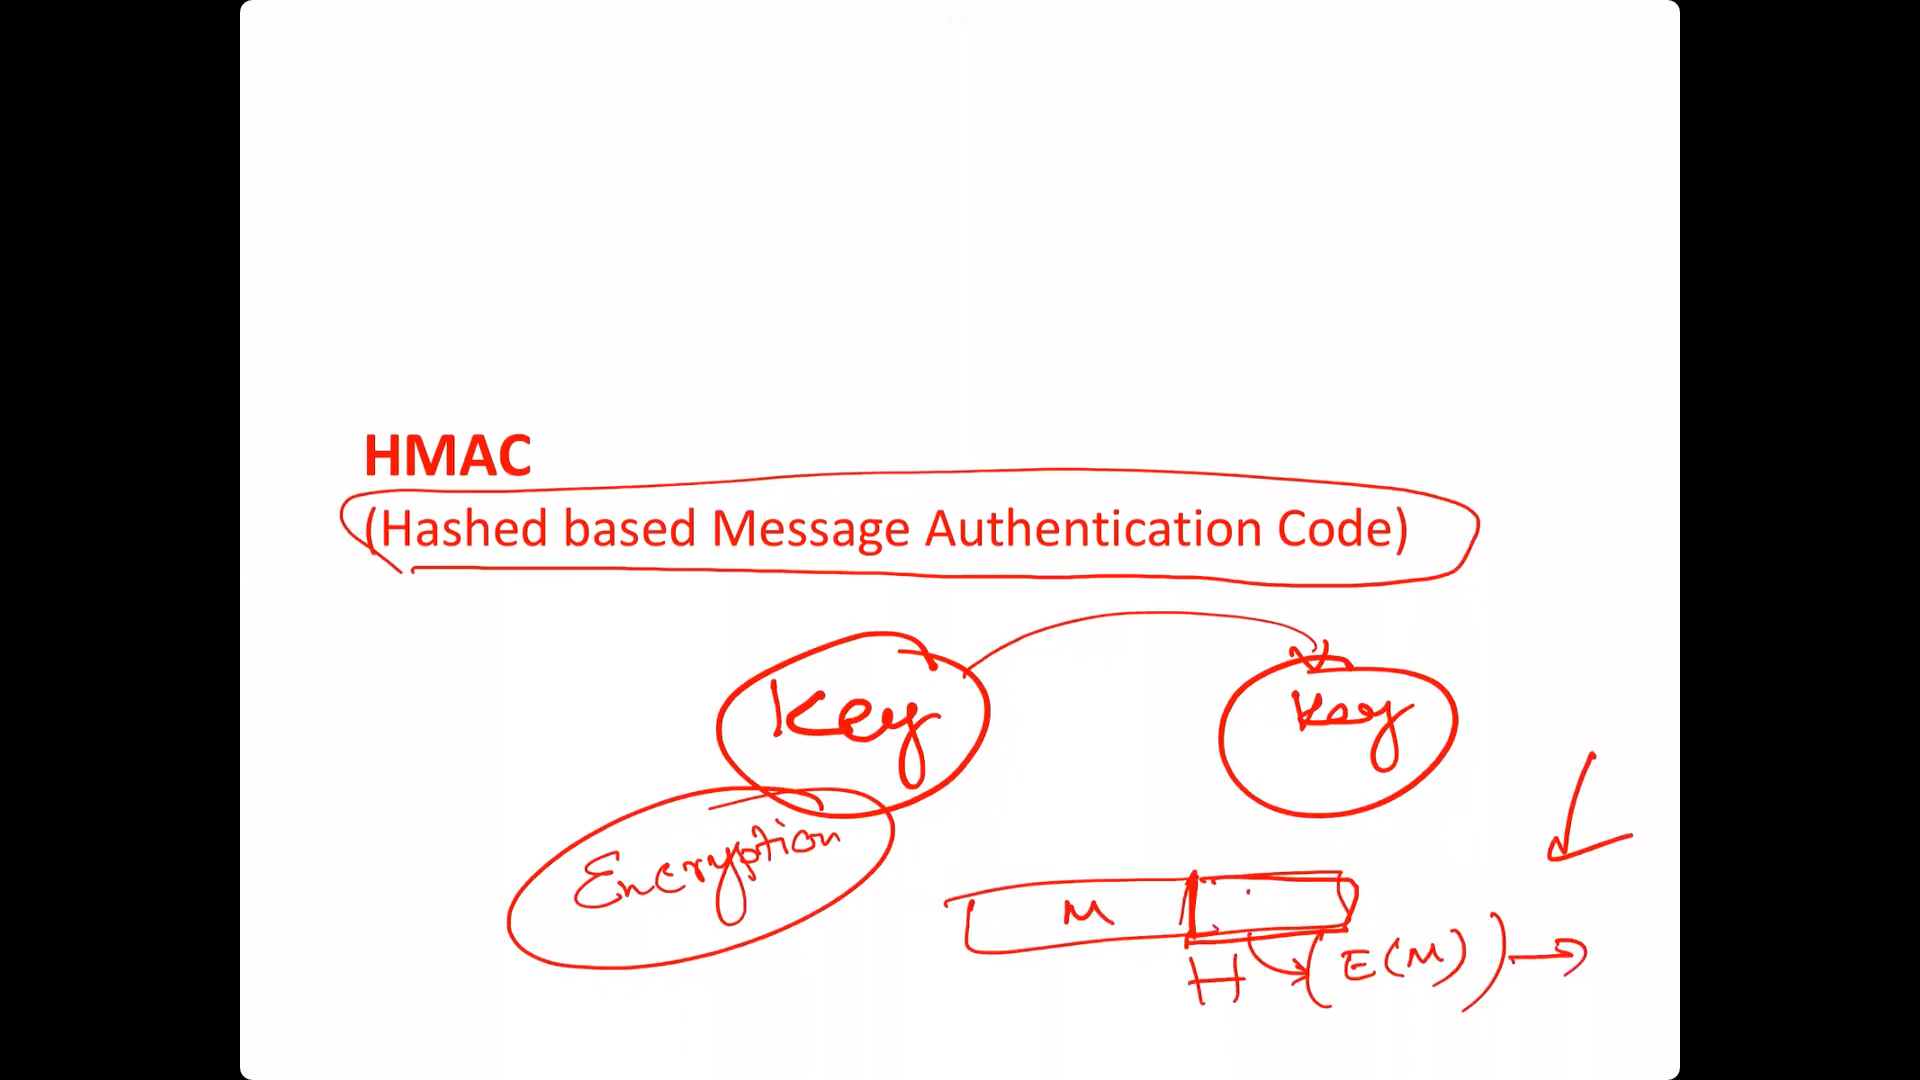 HMAC
(Hashed based Message Authentication Code)
Key
Key
Encryption
M
H (E(M))